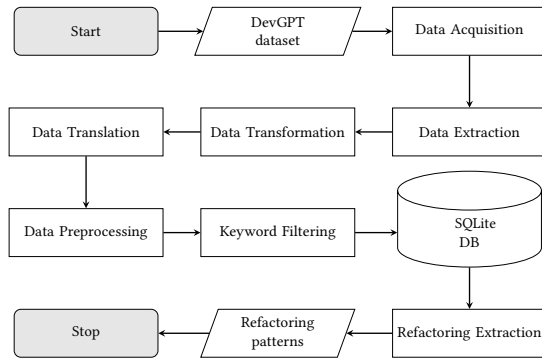 Start
DevGPT
dataset
Data Acquisition
Data Translation
Data Transformation
Data Extraction
Data Preprocessing
Keyword Filtering
SQLite
DB
Stop
Refactoring
patterns
Refactoring Extraction